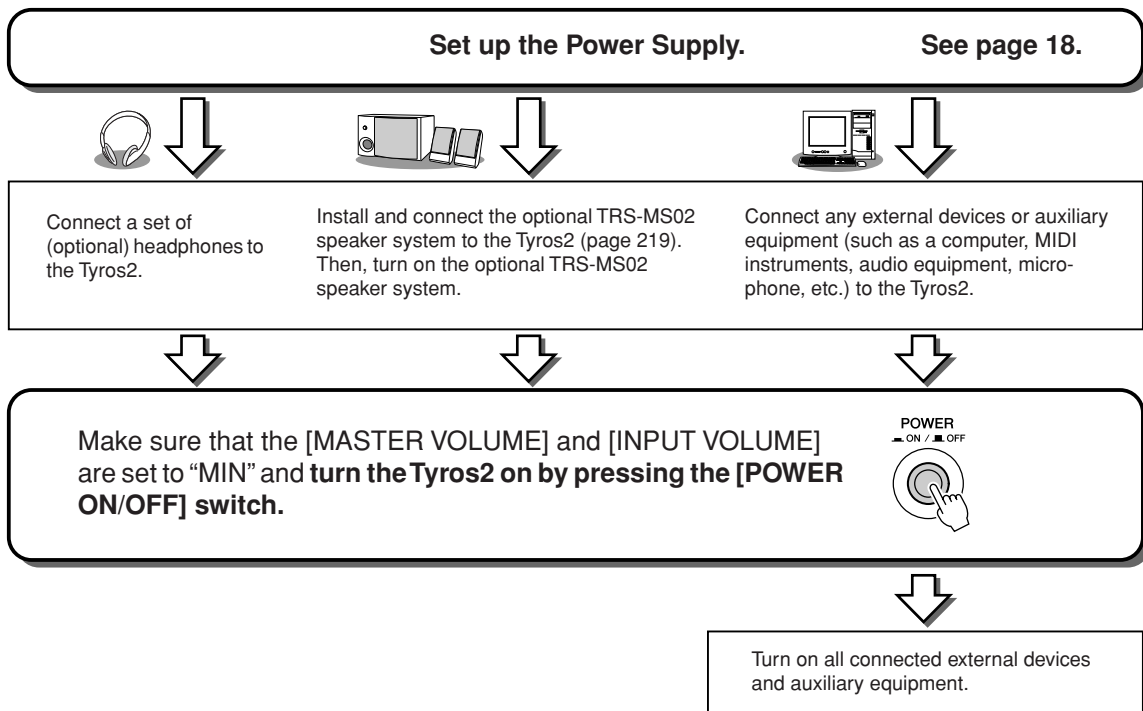 Set up the Power Supply. See page 18.
Connect a set of
(optional) headphones to
the Tyros2.
Install and connect the optional TRS-MS02
speaker system to the Tyros2 (page 219).
Then, turn on the optional TRS-MS02
speaker system.
Connect any external devices or auxiliary
equipment (such as a computer, MIDI
instruments, audio equipment, micro-
phone, etc.) to the Tyros2.
Make sure that the [MASTER VOLUME] and [INPUT VOLUME]
are set to “MIN” and turn the Tyros2 on by pressing the [POWER
ON/OFF] switch.
POWER
ON / OFF
Turn on all connected external devices
and auxiliary equipment.